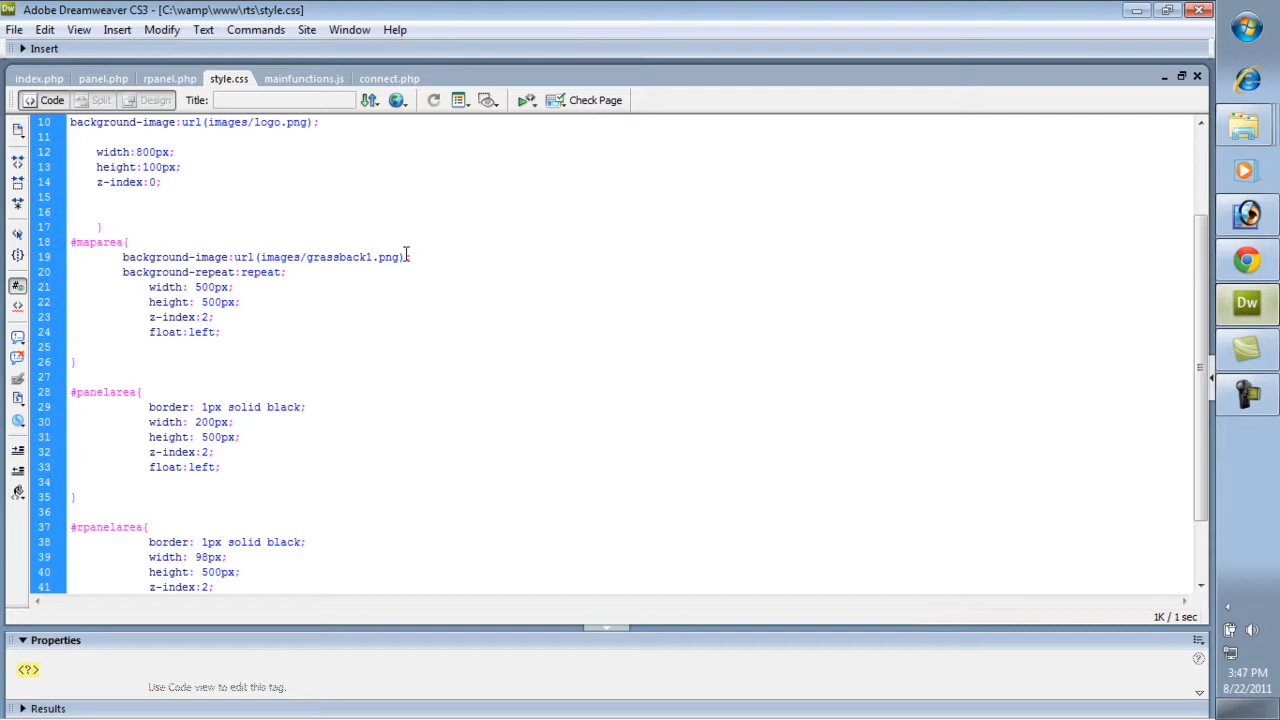 Adobe Dreamweaver CS3 - [C:\wamp\www\rts\style.css]
File Edit View Insert Modify Text Commands Site Window Help
Insert
index.php panel.php rpanel.php style.css mainfunctions.js connect.php
Code Split Design Title: Check Page
10 background-image:url(images/logo.png);
11
12 width:800px;
13 height:100px;
14 z-index:0;
15
16
17 }
18 #maparea{
19 background-image:url(images/grassback1.png);
20 background-repeat:repeat;
21 width: 500px;
22 height: 500px;
23 z-index:2;
24 float:left;
25
26 }
27
28 #panelarea{
29 border: 1px solid black;
30 width: 200px;
31 height: 500px;
32 z-index:2;
33 float:left;
34
35 }
36
37 #rpanelarea{
38 border: 1px solid black;
39 width: 98px;
40 height: 500px;
41 z-index:2;
1K / 1 sec
Properties
<?>
Use Code view to edit this tag.
Results
Dw
Dw
3:47 PM
8/22/2011